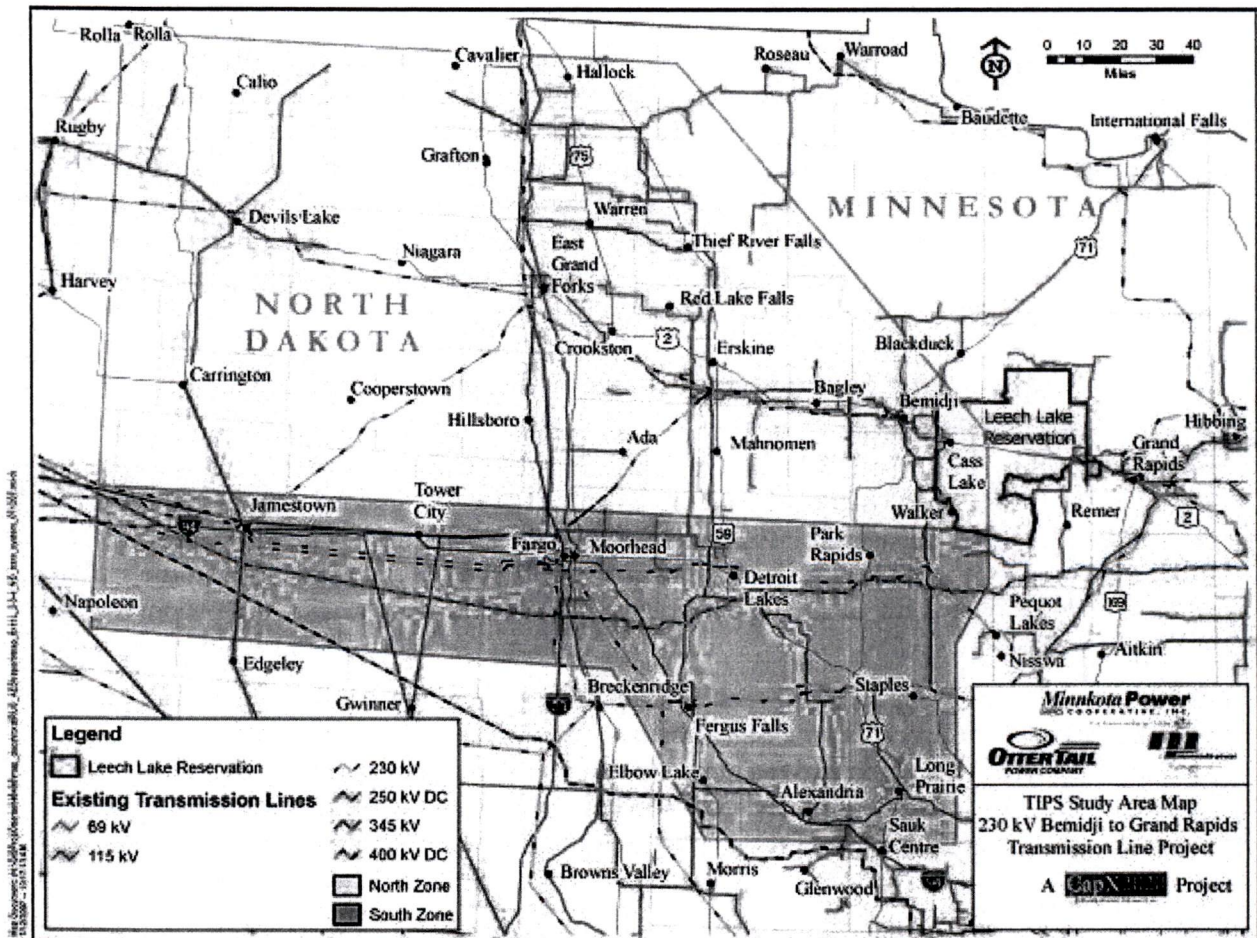 Rolla
Rolla
Cavalier
Hallock
Roseau
Warroad
N
0 10 20 30 40
Miles
Calio
Baudette
International Falls
Rugby
Grafton
75
Warren
MINNESOTA
Devils Lake
Thief River Falls
71
Niagara
East
Grand
Forks
Harvey
NORTH
DAKOTA
Red Lake Falls
2
Crookston
Erskine
Blackduck
Carrington
Cooperstown
Bagley
Bemidji
Leech Lake
Reservation
Hibbing
Hillsboro
Ada
Mahnomen
Cass
Lake
Grand
Rapids
Jamestown
Tower
City
Walker
Remer
2
94
59
Park
Rapids
Fargo
Moorhead
Detroit
Lakes
Napoleon
Pequot
Lakes
169
Nisswa
Aitkin
Edgeley
Breckenridge
Staples
Gwinner
Fergus Falls
71
Elbow Lake
Long
Prairie
Alexandria
Sauk
Centre
Browns Valley
Morris
Glenwood
Legend
Leech Lake Reservation
Existing Transmission Lines
69 kV
115 kV
230 kV
250 kV DC
345 kV
400 kV DC
North Zone
South Zone
Minnkota Power
COOPERATIVE, INC.
OTTER TAIL
POWER COMPANY
TIPS Study Area Map
230 kV Bemidji to Grand Rapids
Transmission Line Project
A CapX Project